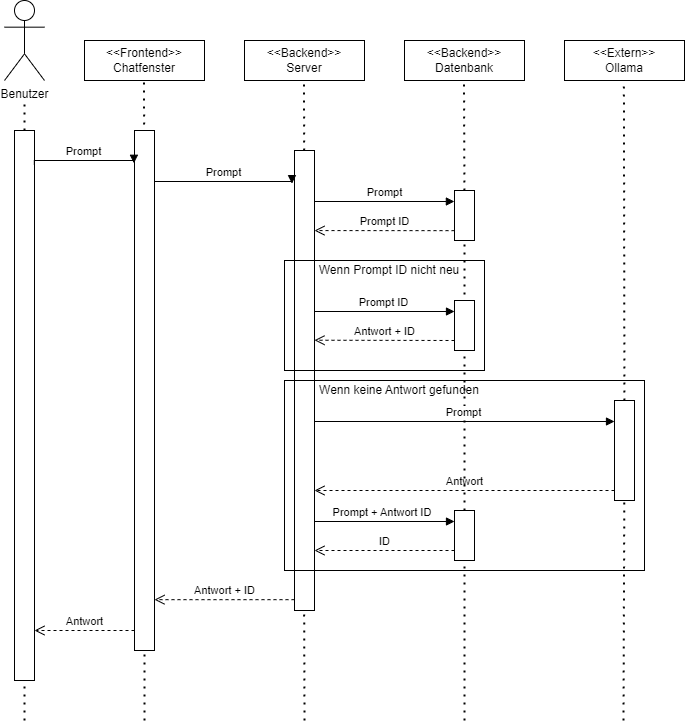 <<Frontend>>
Chatfenster
<<Backend>>
Server
<<Backend>>
Datenbank
<<Extern>>
Ollama
Benutzer
Prompt
Prompt
Prompt
Prompt ID
Wenn Prompt ID nicht neu
Prompt ID
Antwort + ID
Wenn keine Antwort gefunden
Prompt
Antwort
Prompt + Antwort ID
ID
Antwort + ID
Antwort